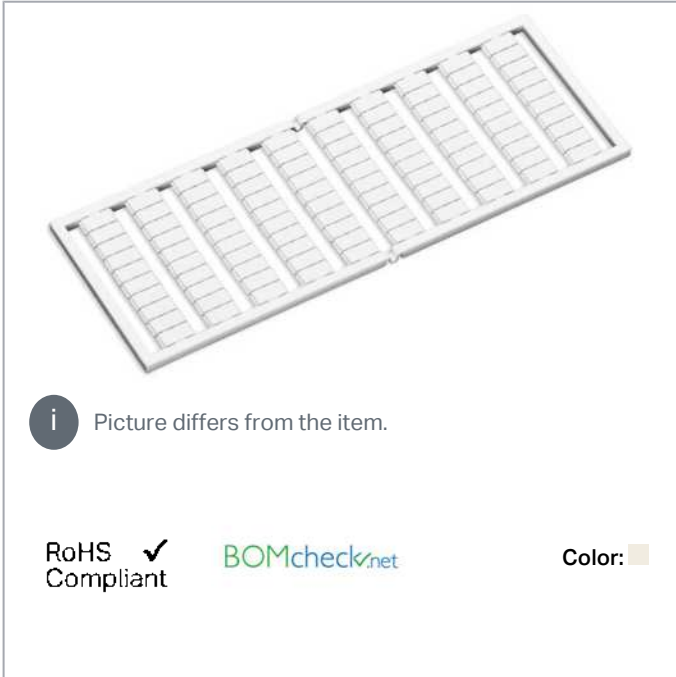 i Picture differs from the item.
RoHS ✓
Compliant
BOMcheck.net
Color: